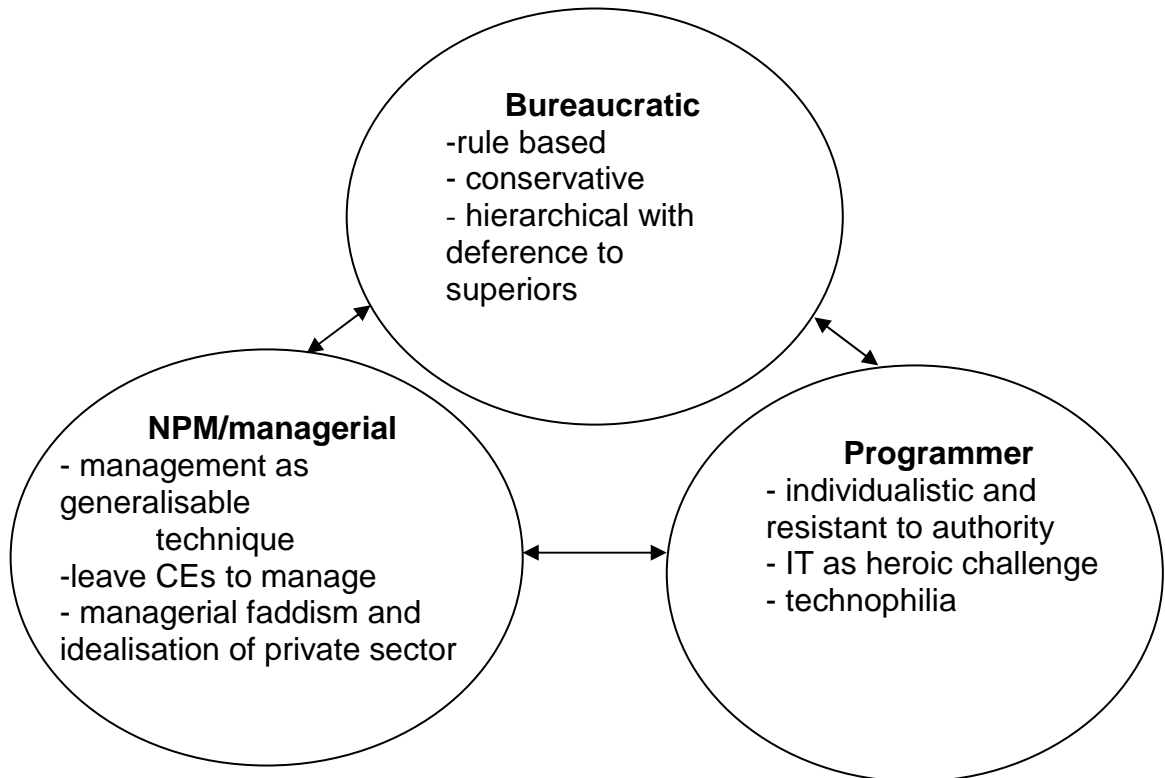 Bureaucratic
-rule based
- conservative
- hierarchical with
deference to
superiors
NPM/managerial
- management as
generalisable
technique
-leave CEs to manage
- managerial faddism and
idealisation of private sector
Programmer
- individualistic and
resistant to authority
- IT as heroic challenge
- technophilia